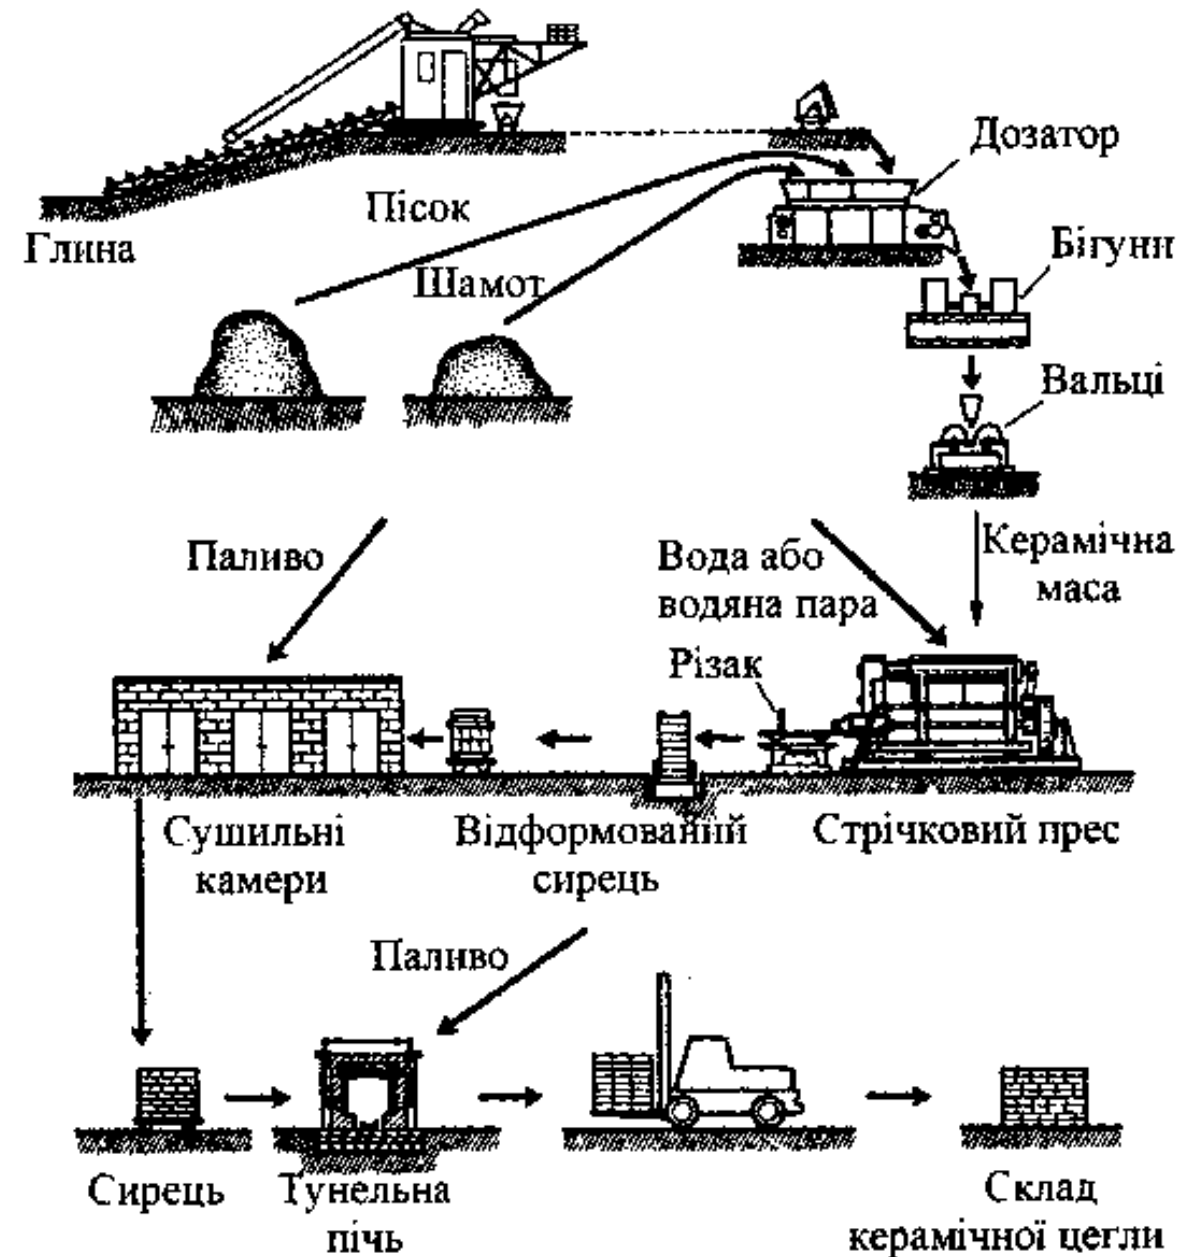 Дозатор
Пісок
Глина
Бігуни
Шамот
Вальці
Паливо
Вода або
водяна пара
Керамічна
маса
Різак
Сушильні
камери
Відформований
сирець
Стрічковий прес
Паливо
Сирець
Тунельна
піч
Склад
керамічної цегли